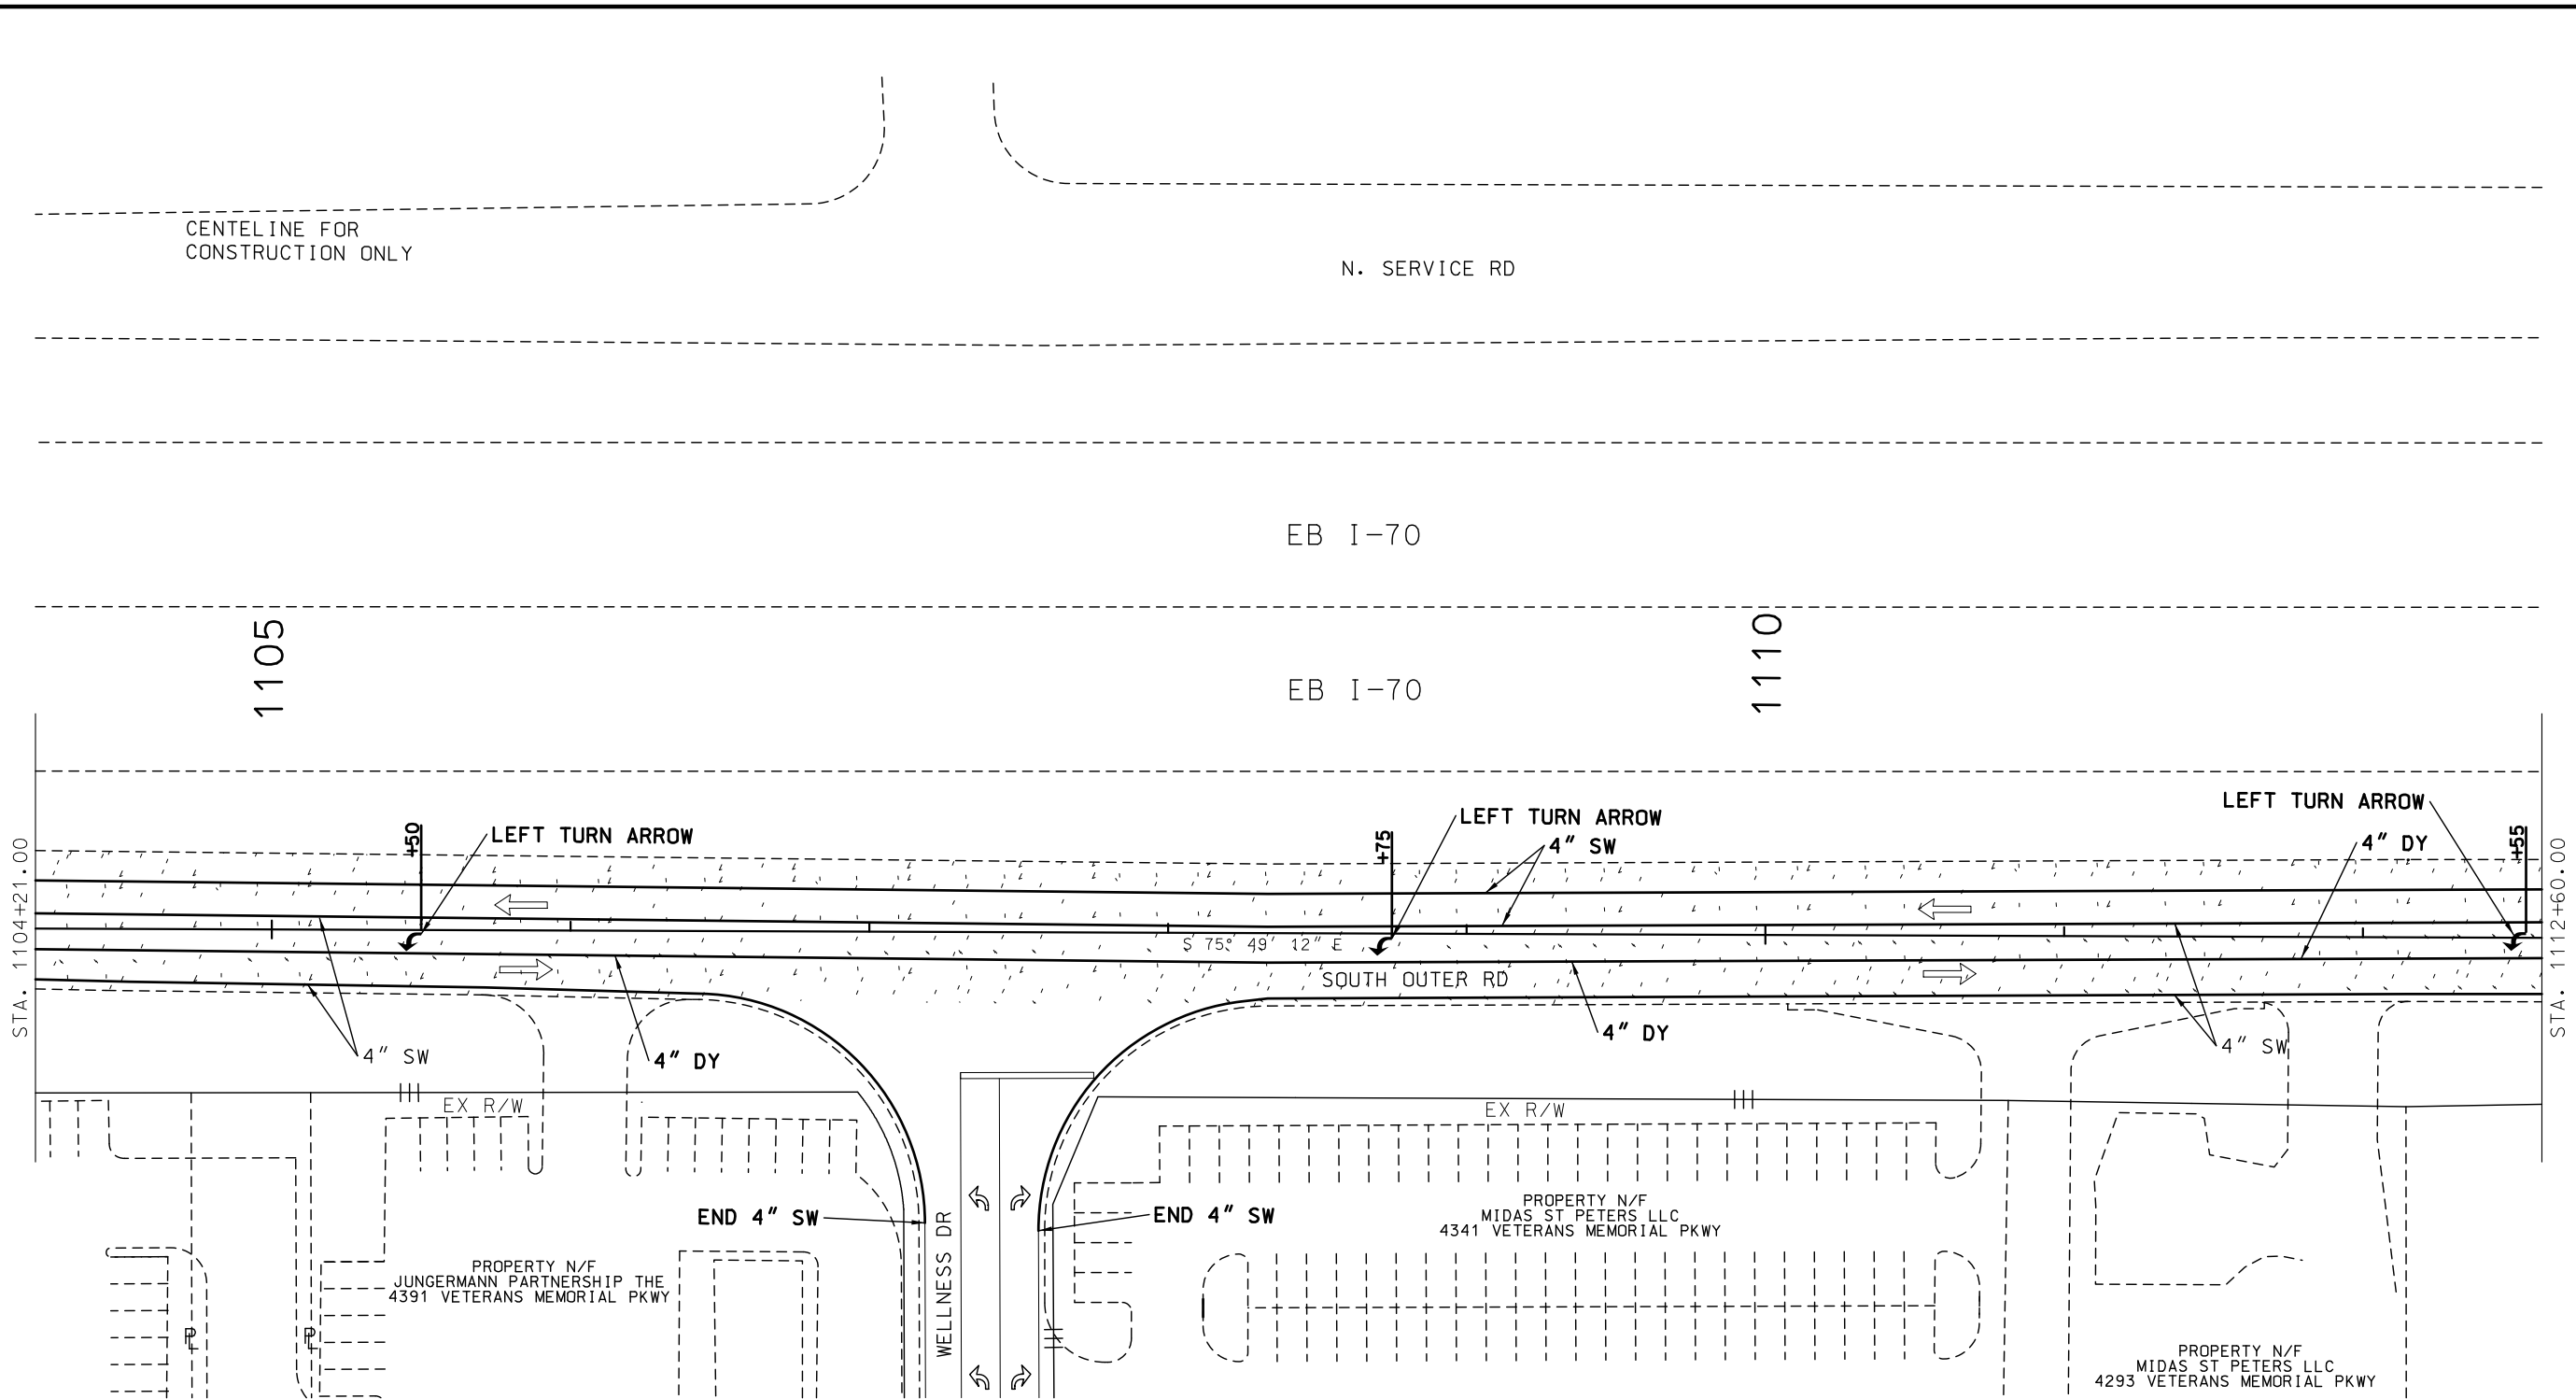 CENTELINE FOR
CONSTRUCTION ONLY
N. SERVICE RD
EB I-70
1105
1110
EB I-70
STA. 1104+21.00
+50
LEFT TURN ARROW
+75
LEFT TURN ARROW
4" SW
LEFT TURN ARROW
4" DY
+55
STA. 1112+60.00
S 75° 49' 12" E
SOUTH OUTER RD
4" SW
4" DY
4" DY
4" SW
EX R/W
EX R/W
END 4" SW
WELLNESS DR
END 4" SW
PROPERTY N/F
MIDAS ST PETERS LLC
4341 VETERANS MEMORIAL PKWY
PROPERTY N/F
JUNGERMANN PARTNERSHIP THE
4391 VETERANS MEMORIAL PKWY
PL
PL
PROPERTY N/F
MIDAS ST PETERS LLC
4293 VETERANS MEMORIAL PKWY